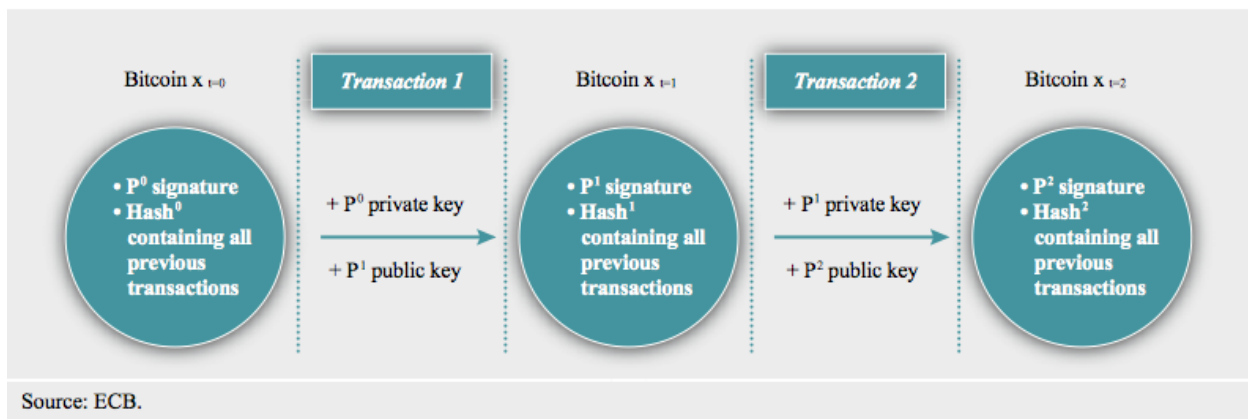 Bitcoin x t=0
Transaction 1
Bitcoin x t=1
Transaction 2
Bitcoin x t=2
• P⁰ signature
• Hash⁰
containing all
previous
transactions
+ P⁰ private key
+ P¹ public key
• P¹ signature
• Hash¹
containing all
previous
transactions
+ P¹ private key
+ P² public key
• P² signature
• Hash²
containing all
previous
transactions
Source: ECB.